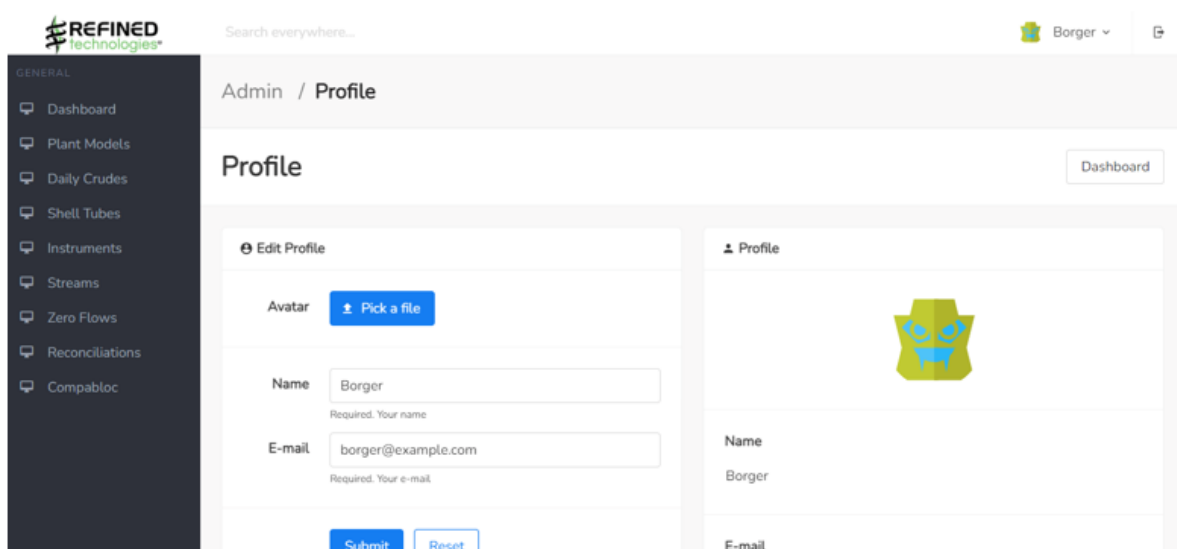 REFINED
technologies
Search everywhere...
Borger
GENERAL
Dashboard
Plant Models
Daily Crudes
Shell Tubes
Instruments
Streams
Zero Flows
Reconciliations
Compabloc
Admin / Profile
Profile
Dashboard
Edit Profile
Avatar
Pick a file
Name
Borger
Required. Your name
E-mail
borger@example.com
Required. Your e-mail
Submit
Reset
Profile
Name
Borger
E-mail